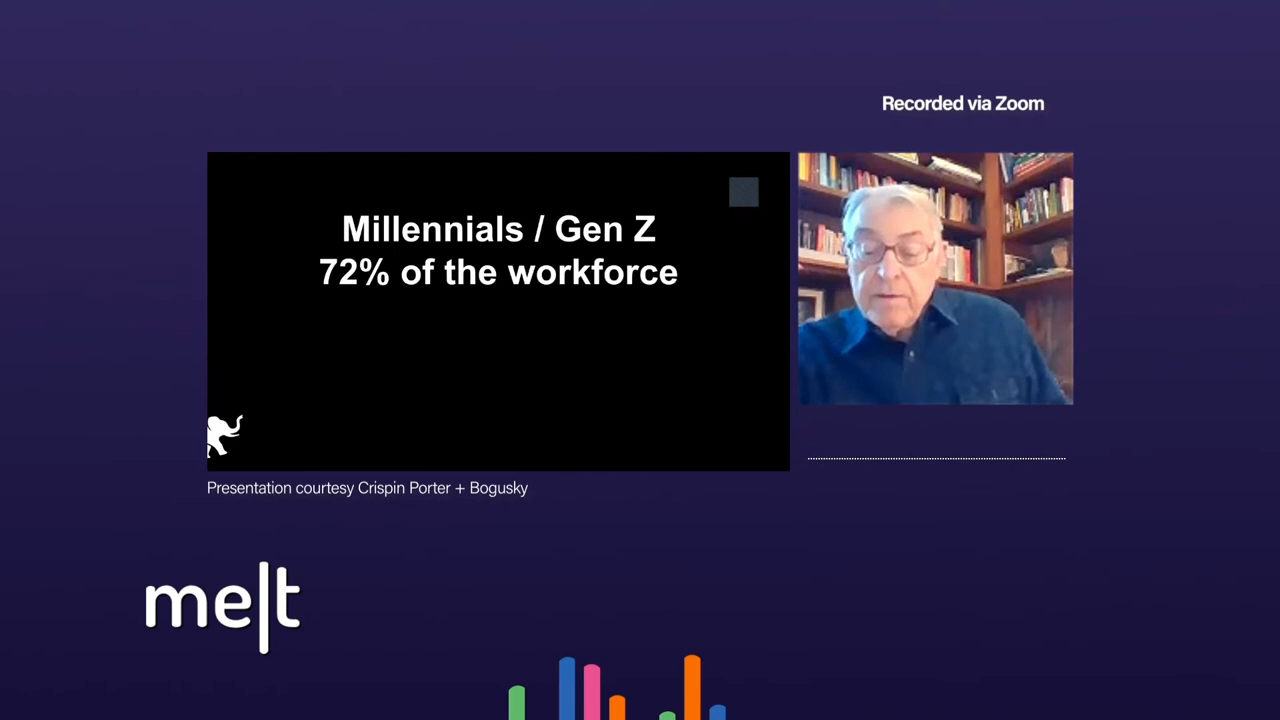 Recorded via Zoom
Millennials / Gen Z
72% of the workforce
Presentation courtesy Crispin Porter + Bogusky
melt